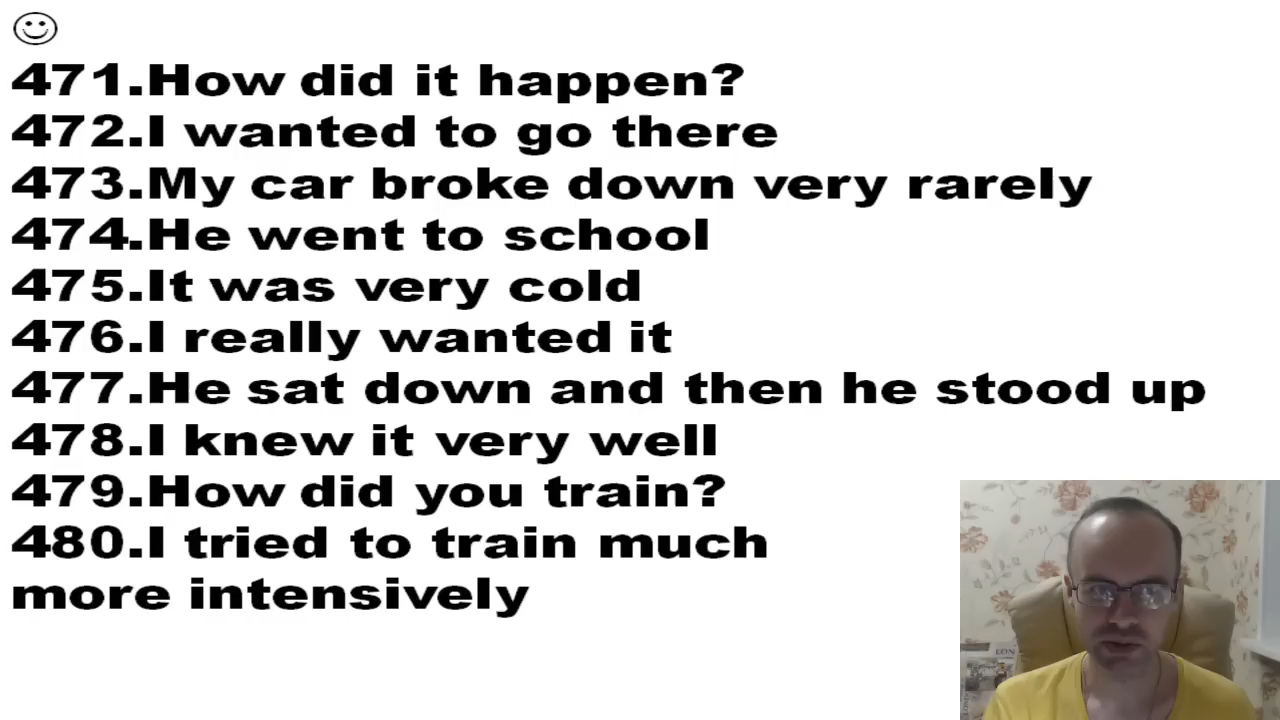 471.How did it happen?
472.I wanted to go there
473.My car broke down very rarely
474.He went to school
475.It was very cold
476.I really wanted it
477.He sat down and then he stood up
478.I knew it very well
479.How did you train?
480.I tried to train much
more intensively
LON